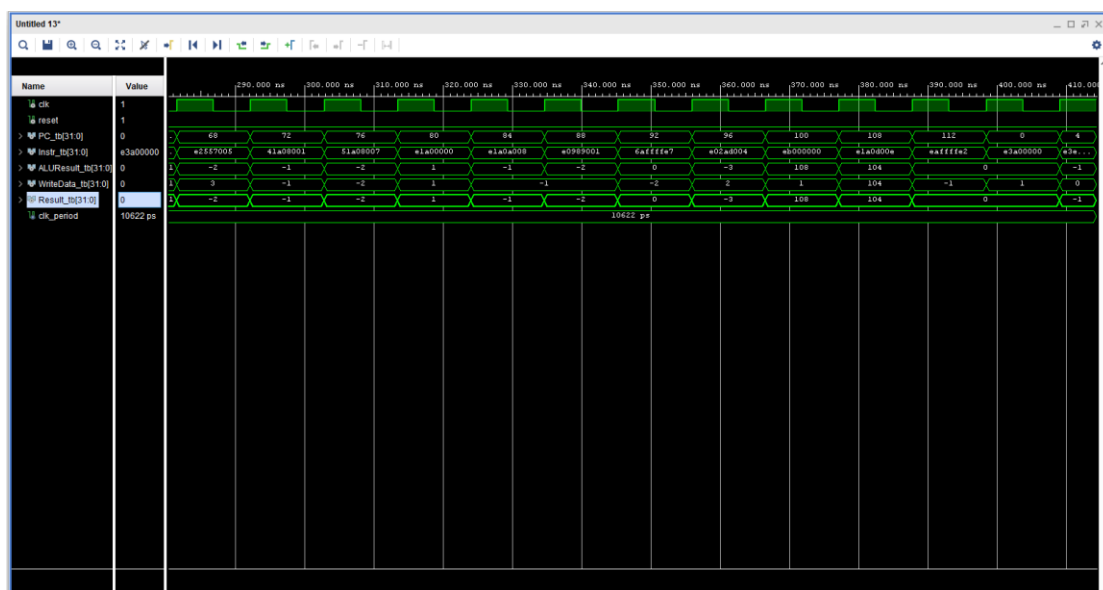 Untitled 13*
Name Value
290.000 ns 300.000 ns 310.000 ns 320.000 ns 330.000 ns 340.000 ns 350.000 ns 360.000 ns 370.000 ns 380.000 ns 390.000 ns 400.000 ns 410.000
clk 1
reset 1
PC_tb[31:0] 0 68 72 76 80 84 88 92 96 100 108 112 0 4
Instr_tb[31:0] e3a00000 e2557005 41a08001 51a08007 e1a00000 e1a0a008 e0989001 6affffe7 e02ad004 eb000000 e1a0d00e eaffffe2 e3a00000 e3e...
ALUResult_tb[31:0] 0 1 -2 -1 -2 1 -1 -2 0 -3 108 104 0 -1
WriteData_tb[31:0] 0 1 3 -1 -2 1 -1 -2 2 1 104 -1 1 0
Result_tb[31:0] 0 1 -2 -1 -2 1 -1 -2 0 -3 108 104 0 -1
clk_period 10622 ps 10622 ps